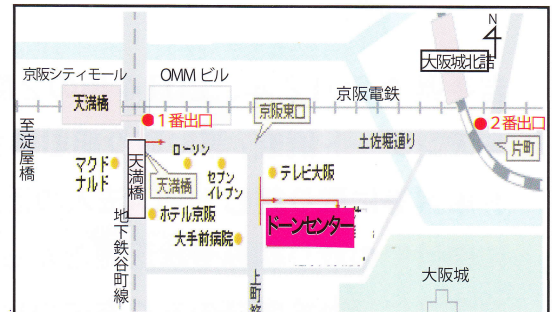 N
大阪城北詰
京阪シティモール
OMM ビル
天満橋
京阪電鉄
●1番出口
京阪東口
●2番出口
至淀屋橋
土佐堀通り
片町
マクド
ナルド
天満橋
ローソン
天満橋
セブン
イレブン
テレビ大阪
ホテル京阪
ドーンセンター
大手前病院
地下鉄谷町線
上町
大阪城